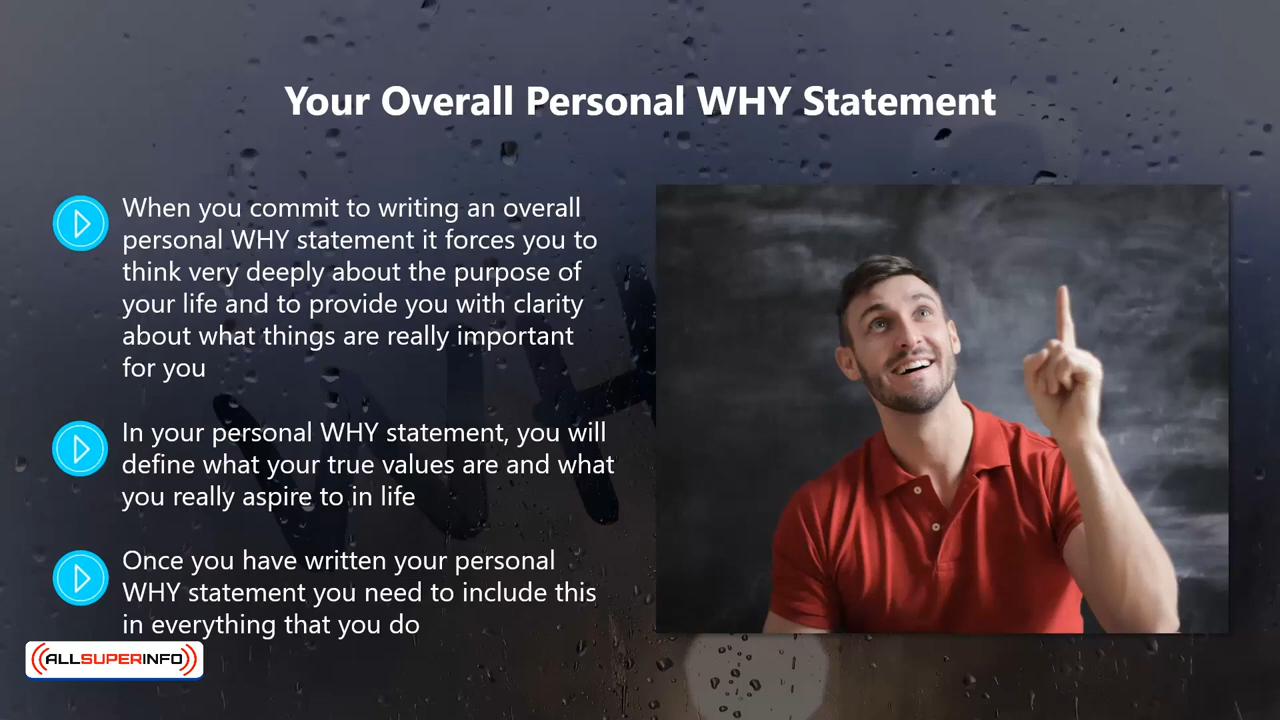 Your Overall Personal WHY Statement
When you commit to writing an overall
personal WHY statement it forces you to
think very deeply about the purpose of
your life and to provide you with clarity
about what things are really important
for you
In your personal WHY statement, you will
define what your true values are and what
you really aspire to in life
Once you have written your personal
WHY statement you need to include this
in everything that you do
ALLSUPERINFO
WH